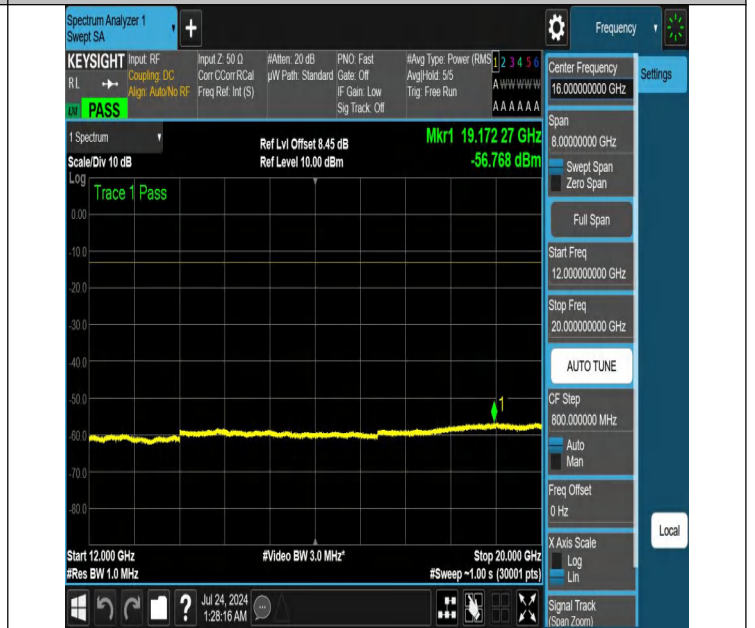 Spectrum Analyzer 1
Swept SA
+
Frequency
KEYSIGHT
RL
PASS
Input: RF
Coupling: DC
Align: Auto/No RF
Input Z: 50 Ω
Corr CCorr RCal
Freq Ref: Int (S)
#Atten: 20 dB
µW Path: Standard
PNO: Fast
Gate: Off
IF Gain: Low
Sig Track: Off
#Avg Type: Power (RMS
Avg|Hold: 5/5
Trig: Free Run
1 2 3 4 5 6
A W W W W W
A A A A A A
1 Spectrum
Scale/Div 10 dB
Ref Lvl Offset 8.45 dB
Ref Level 10.00 dBm
Mkr1 19.172 27 GHz
-56.768 dBm
Log
Trace 1 Pass
0.00
-10.0
-20.0
-30.0
-40.0
-50.0
-60.0
-70.0
-80.0
1
Start 12.000 GHz
#Res BW 1.0 MHz
#Video BW 3.0 MHz*
Stop 20.000 GHz
#Sweep ~1.00 s (30001 pts)
Center Frequency
16.000000000 GHz
Settings
Span
8.00000000 GHz
Swept Span
Zero Span
Full Span
Start Freq
12.000000000 GHz
Stop Freq
20.000000000 GHz
AUTO TUNE
CF Step
800.000000 MHz
Auto
Man
Freq Offset
0 Hz
X Axis Scale
Log
Lin
Signal Track
(Span Zoom)
Local
?
Jul 24, 2024
1:28:16 AM